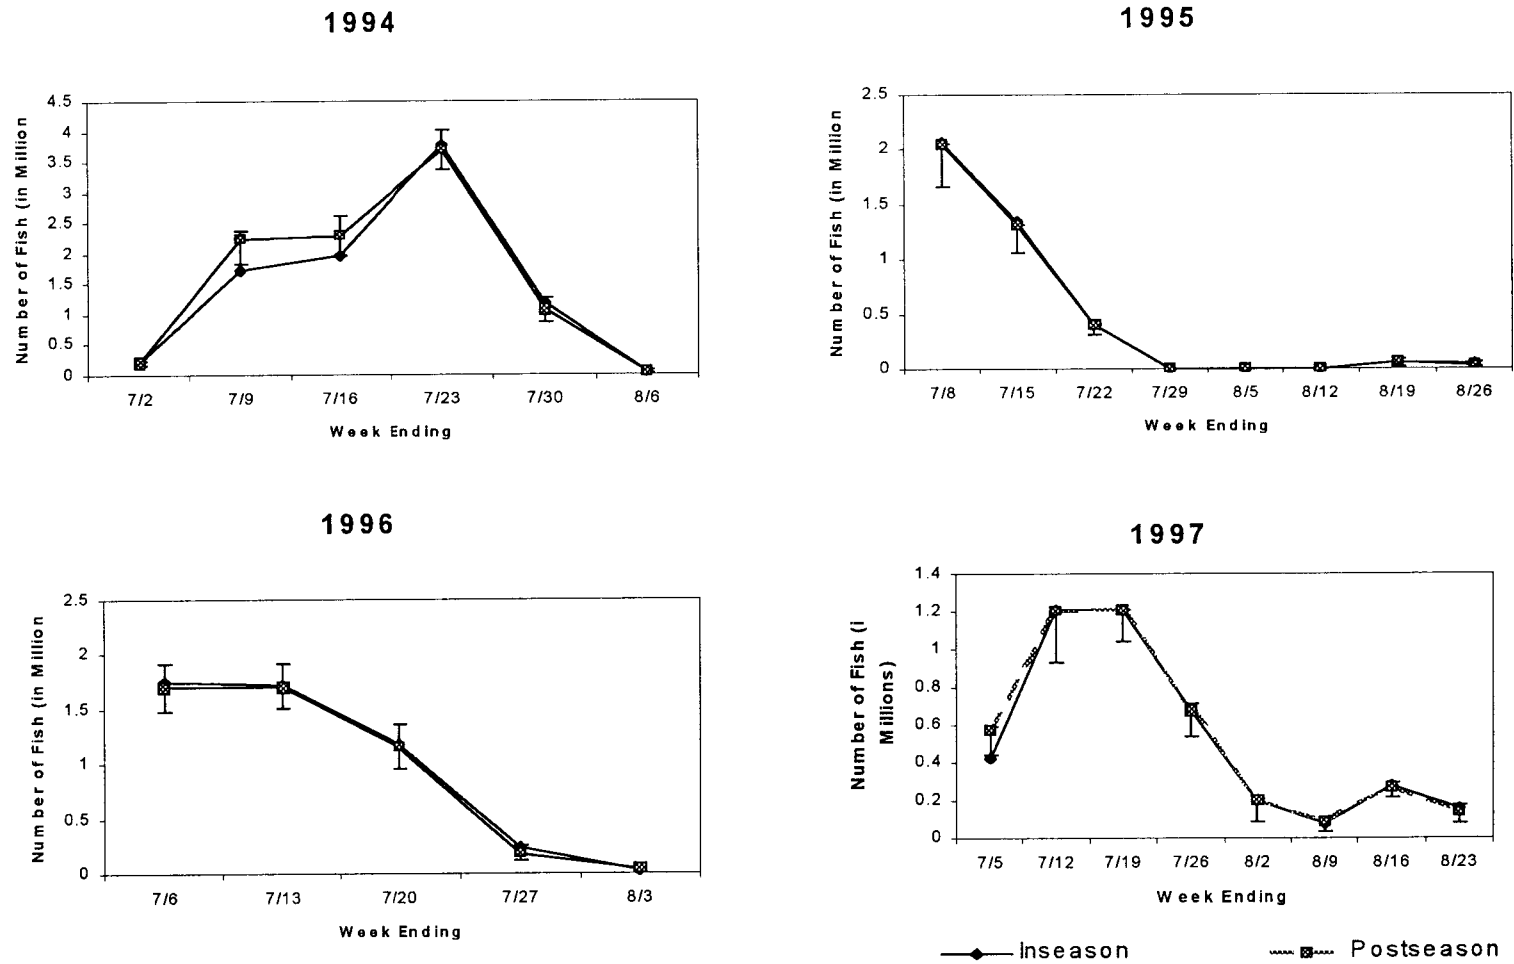 1994
Number of Fish (in Million
4.5
4
3.5
3
2.5
2
1.5
1
0.5
0
7/2 7/9 7/16 7/23 7/30 8/6
Week Ending
1995
Number of Fish (in Million
2.5
2
1.5
1
0.5
0
7/8 7/15 7/22 7/29 8/5 8/12 8/19 8/26
Week Ending
1996
Number of Fish (in Million
2.5
2
1.5
1
0.5
0
7/6 7/13 7/20 7/27 8/3
Week Ending
1997
Number of Fish (i
Millions)
1.4
1.2
1
0.8
0.6
0.4
0.2
0
7/5 7/12 7/19 7/26 8/2 8/9 8/16 8/23
Week Ending
Inseason Postseason